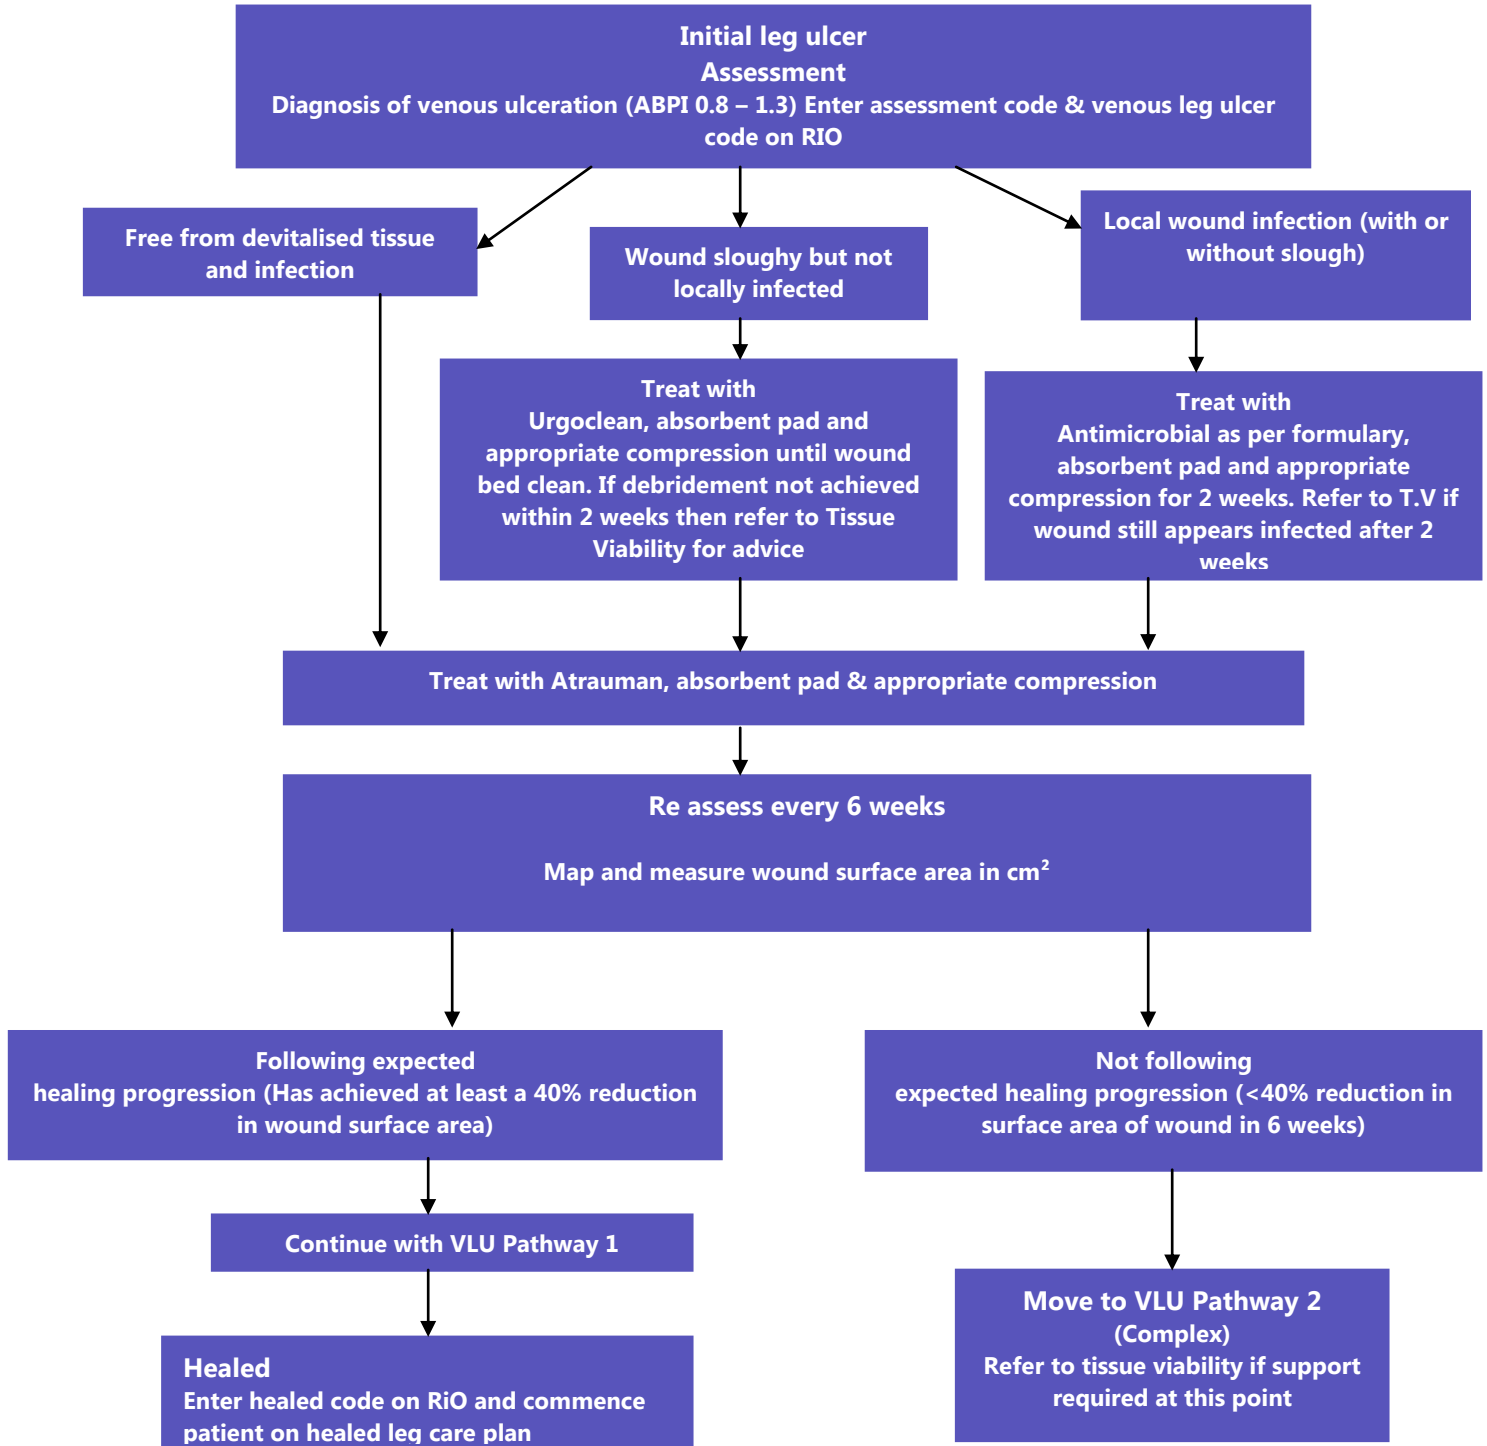 Initial leg ulcer
Assessment
Diagnosis of venous ulceration (ABPI 0.8 – 1.3) Enter assessment code & venous leg ulcer
code on RIO
Free from devitalised tissue
and infection
Wound sloughy but not
locally infected
Local wound infection (with or
without slough)
Treat with
Urgoclean, absorbent pad and
appropriate compression until wound
bed clean. If debridement not achieved
within 2 weeks then refer to Tissue
Viability for advice
Treat with
Antimicrobial as per formulary,
absorbent pad and appropriate
compression for 2 weeks. Refer to T.V if
wound still appears infected after 2
weeks
Treat with Atrauman, absorbent pad & appropriate compression
Re assess every 6 weeks
Map and measure wound surface area in cm²
Following expected
healing progression (Has achieved at least a 40% reduction
in wound surface area)
Not following
expected healing progression (<40% reduction in
surface area of wound in 6 weeks)
Continue with VLU Pathway 1
Move to VLU Pathway 2
(Complex)
Refer to tissue viability if support
required at this point
Healed
Enter healed code on RiO and commence
patient on healed leg care plan